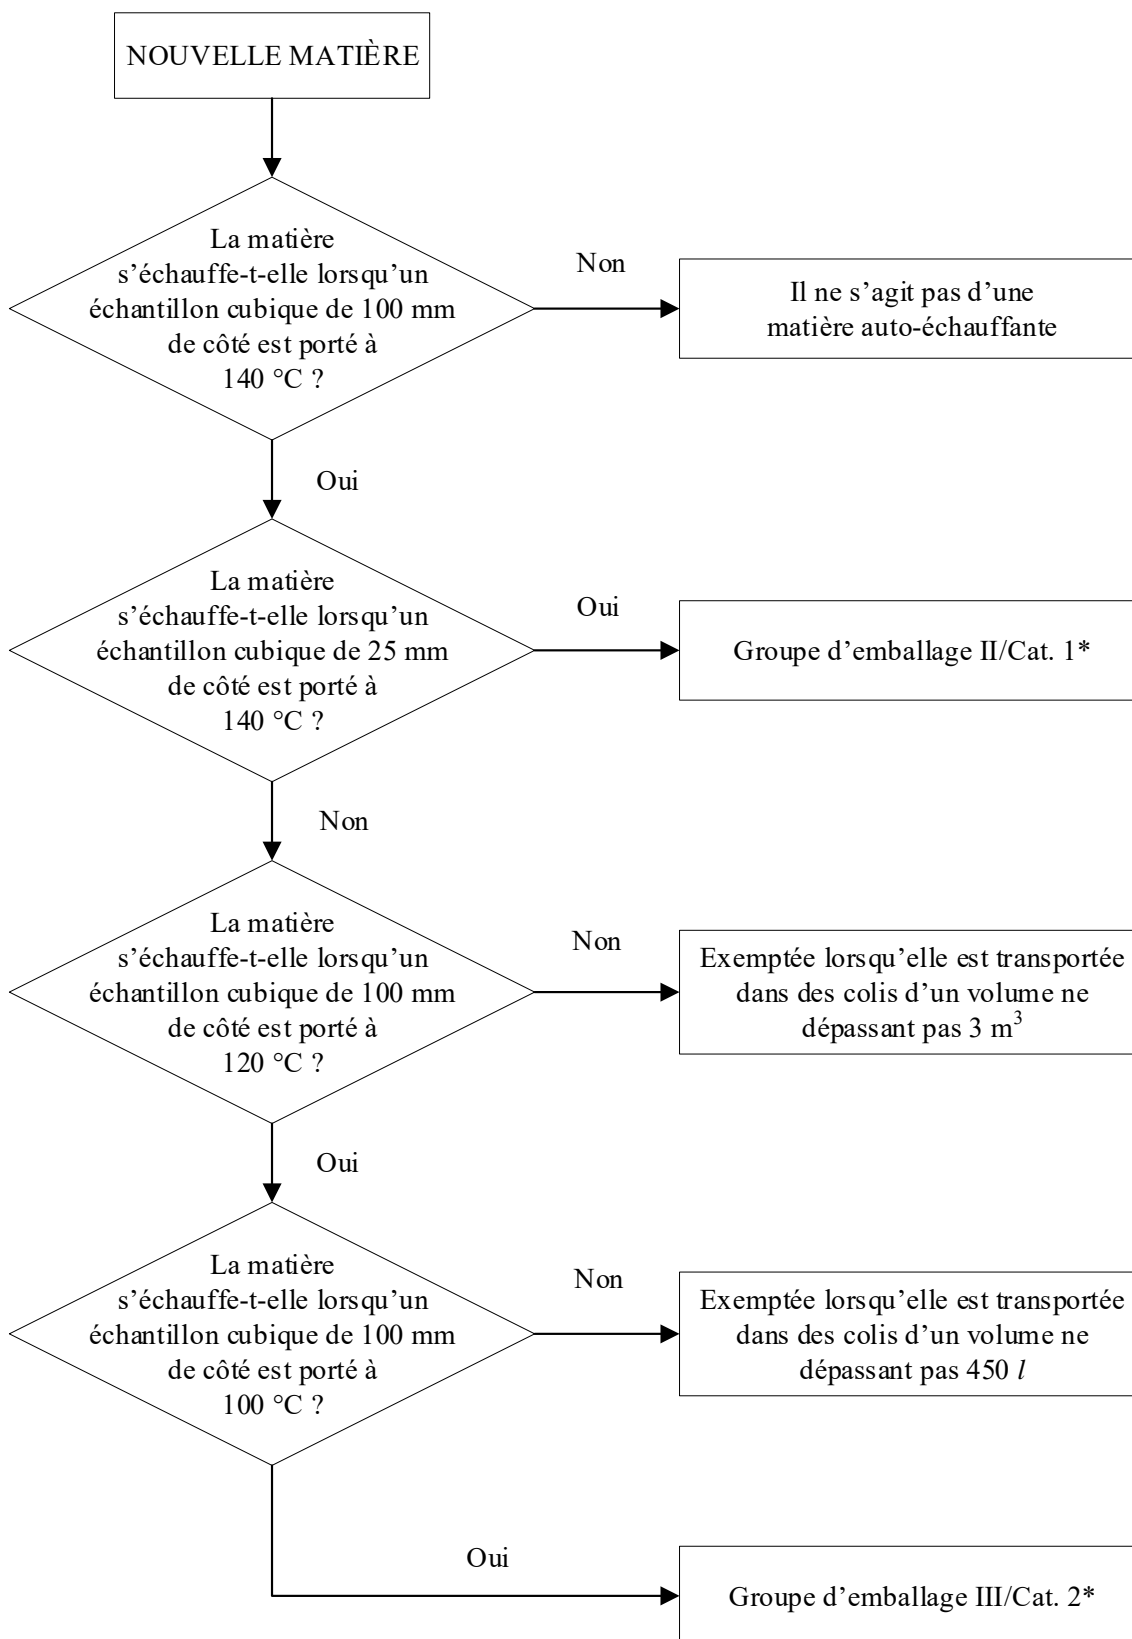 NOUVELLE MATIÈRE
La matière
s’échauffe-t-elle lorsqu’un
échantillon cubique de 100 mm
de côté est porté à
140 °C ?
Non
Il ne s’agit pas d’une
matière auto-échauffante
Oui
La matière
s’échauffe-t-elle lorsqu’un
échantillon cubique de 25 mm
de côté est porté à
140 °C ?
Oui
Groupe d’emballage II/Cat. 1*
Non
La matière
s’échauffe-t-elle lorsqu’un
échantillon cubique de 100 mm
de côté est porté à
120 °C ?
Non
Exemptée lorsqu’elle est transportée
dans des colis d’un volume ne
dépassant pas 3 m³
Oui
La matière
s’échauffe-t-elle lorsqu’un
échantillon cubique de 100 mm
de côté est porté à
100 °C ?
Non
Exemptée lorsqu’elle est transportée
dans des colis d’un volume ne
dépassant pas 450 l
Oui
Groupe d’emballage III/Cat. 2*